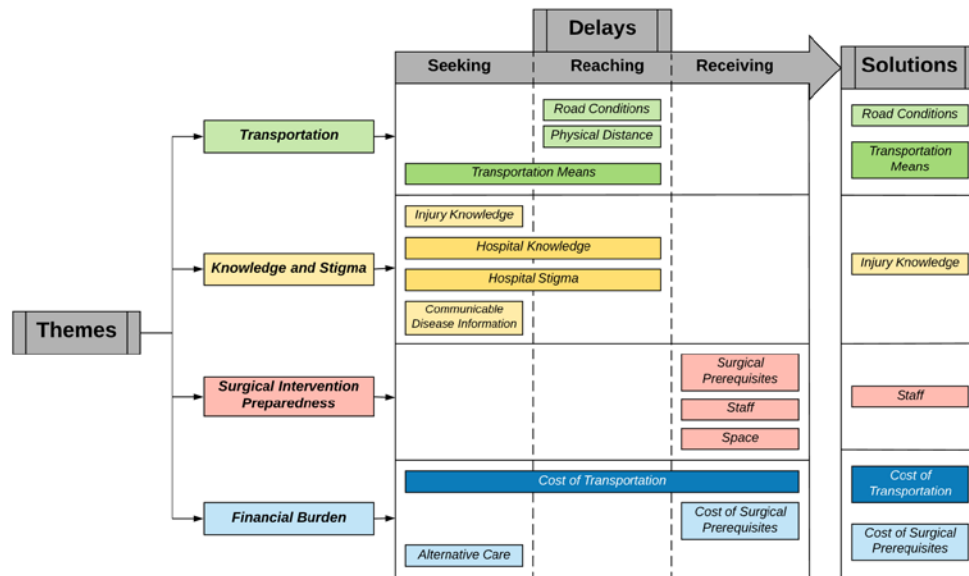 Delays
Seeking
Reaching
Receiving
Solutions
Themes
Transportation
Road Conditions
Physical Distance
Transportation Means
Road Conditions
Transportation
Means
Knowledge and Stigma
Injury Knowledge
Hospital Knowledge
Hospital Stigma
Communicable
Disease Information
Injury Knowledge
Surgical Intervention
Preparedness
Surgical
Prerequisites
Staff
Space
Staff
Financial Burden
Cost of Transportation
Cost of Surgical
Prerequisites
Alternative Care
Cost of
Transportation
Cost of Surgical
Prerequisites